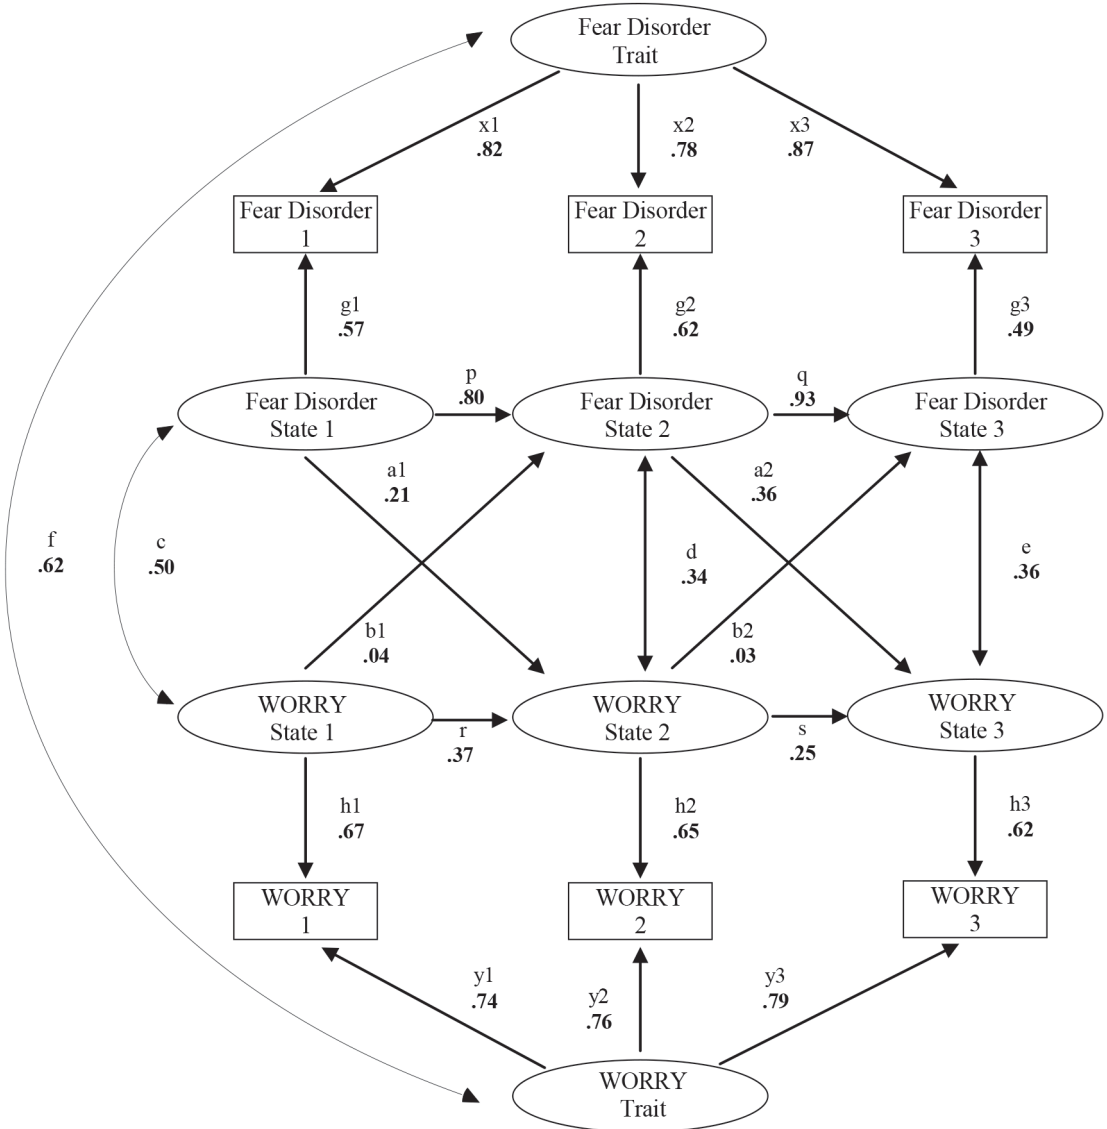 Fear Disorder
Trait
x1
.82
x2
.78
x3
.87
Fear Disorder
1
Fear Disorder
2
Fear Disorder
3
g1
.57
g2
.62
g3
.49
Fear Disorder
State 1
p
.80
Fear Disorder
State 2
q
.93
Fear Disorder
State 3
a1
.21
a2
.36
f
.62
c
.50
d
.34
e
.36
b1
.04
b2
.03
WORRY
State 1
r
.37
WORRY
State 2
s
.25
WORRY
State 3
h1
.67
h2
.65
h3
.62
WORRY
1
WORRY
2
WORRY
3
y1
.74
y2
.76
y3
.79
WORRY
Trait